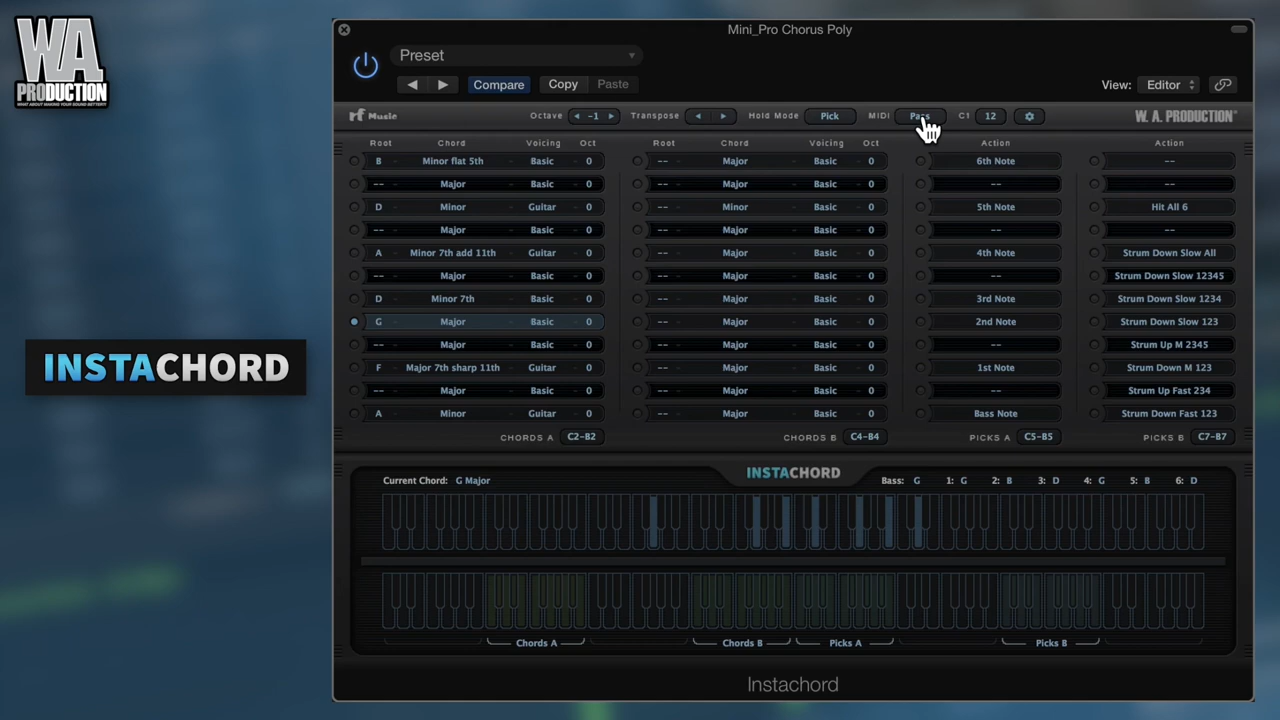 WA
PRODUCTION
WHAT ABOUT MAKING YOUR SOUND BETTER?
INSTACHORD
Mini_Pro Chorus Poly
Preset
Compare Copy Paste View: Editor
rf Music Octave -1 Transpose Hold Mode Pick MIDI Pass C1 12 W. A. PRODUCTION
Root Chord Voicing Oct Root Chord Voicing Oct Action Action
B Minor flat 5th Basic 0 -- Major Basic 0 6th Note --
-- Major Basic 0 -- Major Basic 0 -- --
D Minor Guitar 0 -- Minor Basic 0 5th Note Hit All 6
-- Major Basic 0 -- Major Basic 0 -- --
A Minor 7th add 11th Guitar 0 -- Major Basic 0 4th Note Strum Down Slow All
-- Major Basic 0 -- Major Basic 0 -- Strum Down Slow 12345
D Minor 7th Basic 0 -- Major Basic 0 3rd Note Strum Down Slow 1234
G Major Basic 0 -- Major Basic 0 2nd Note Strum Down Slow 123
-- Major Basic 0 -- Major Basic 0 -- Strum Up M 2345
F Major 7th sharp 11th Guitar 0 -- Major Basic 0 1st Note Strum Down M 123
-- Major Basic 0 -- Major Basic 0 -- Strum Up Fast 234
A Minor Guitar 0 -- Major Basic 0 Bass Note Strum Down Fast 123
CHORDS A C2-B2 CHORDS B C4-B4 PICKS A C5-B5 PICKS B C7-B7
INSTACHORD
Current Chord: G Major Bass: G 1: G 2: B 3: D 4: G 5: B 6: D
Chords A Chords B Picks A Picks B
Instachord